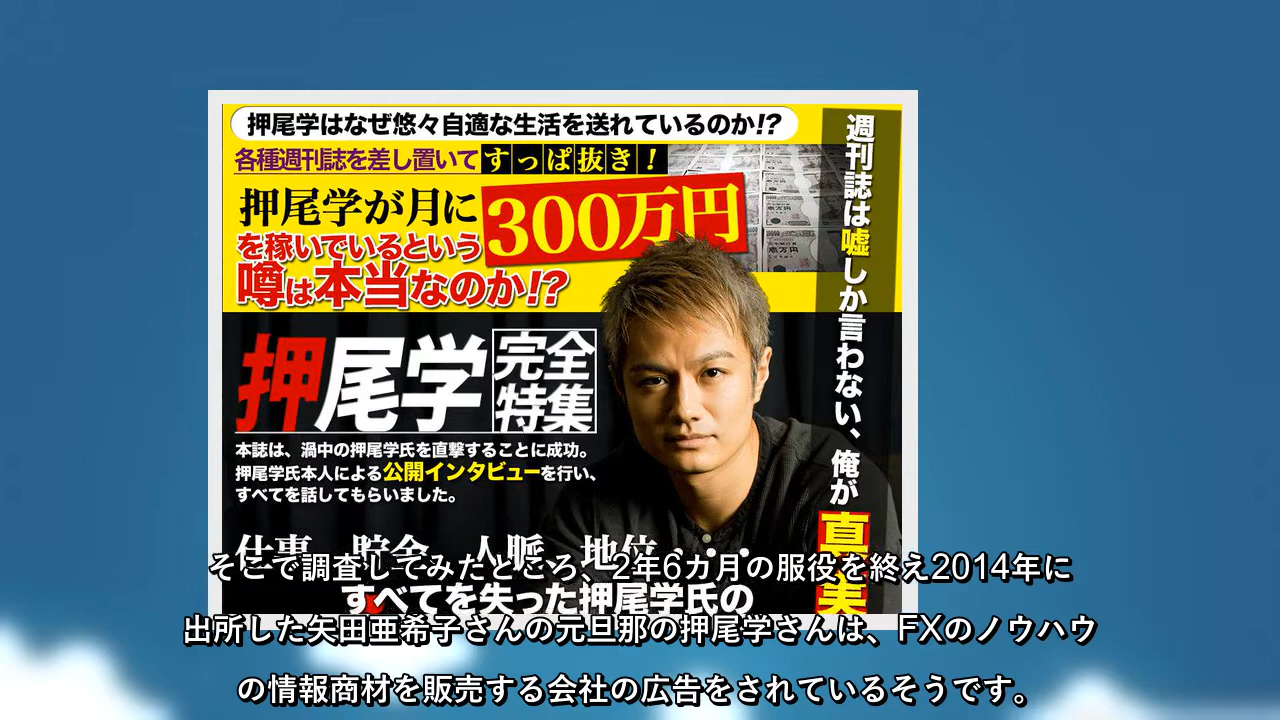 押尾学はなぜ悠々自適な生活を送れているのか!?
各種週刊誌を差し置いてすっぱ抜き！
押尾学が月に300万円
を稼いでいるという
噂は本当なのか!?
週刊誌は嘘しか言わない、俺が真実
押尾学完全特集
本誌は、渦中の押尾学氏を直撃することに成功。
押尾学氏本人による公開インタビューを行い、
すべてを話してもらいました。
仕事、貯金、人脈、地位・・・
すべてを失った押尾学氏の
そこで調査してみたところ、2年6カ月の服役を終え2014年に
出所した矢田亜希子さんの元旦那の押尾学さんは、FXのノウハウ
の情報商材を販売する会社の広告をされているそうです。